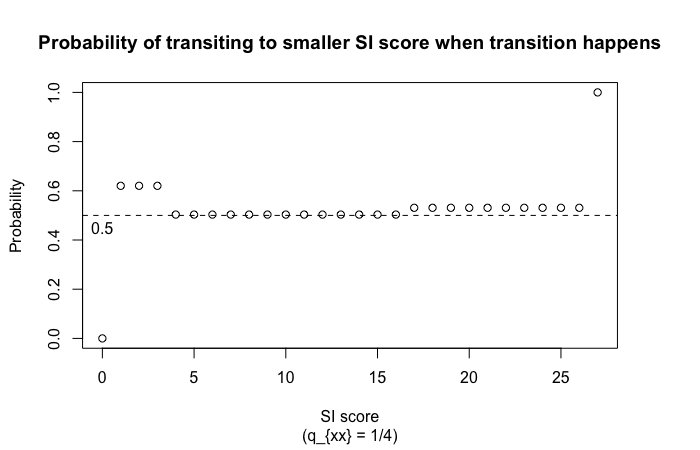 Probability of transiting to smaller SI score when transition happens
Probability
1.0
0.8
0.6
0.4
0.2
0.0
0.5
0 5 10 15 20 25
SI score
(q_{xx} = 1/4)